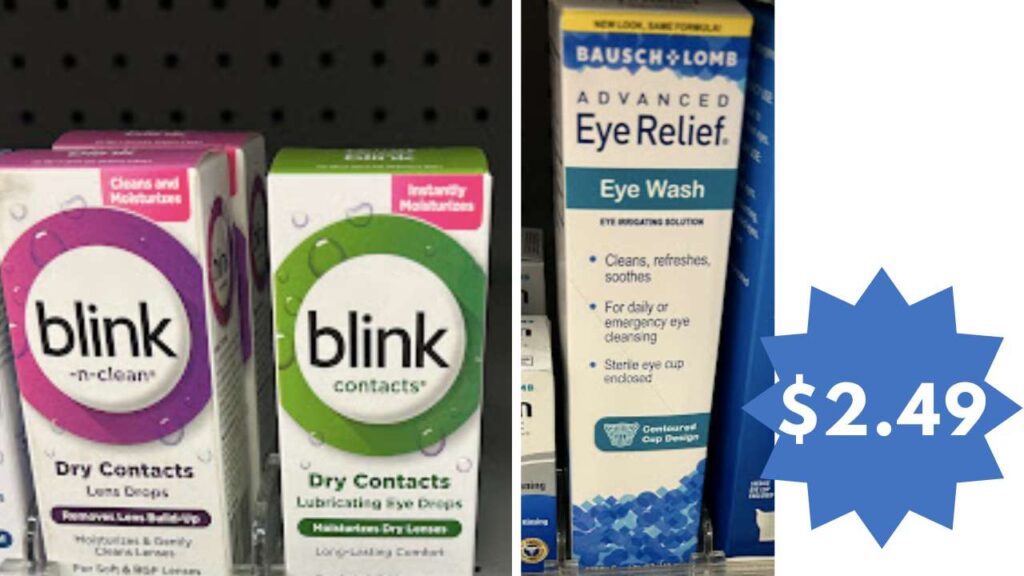 Cleans and
Moisturizes
blink
-n-clean®
Dry Contacts
Lens Drops
Removes Lens Build-Up
Moisturizes & Gently
Cleans Lenses
For Soft & RGP Lenses
Instantly
Moisturizes
blink
contacts®
Dry Contacts
Lubricating Eye Drops
Moisturizes Dry Lenses
Long-Lasting Comfort
NEW LOOK, SAME FORMULA!
BAUSCH + LOMB
ADVANCED
Eye Relief®
Eye Wash
EYE IRRIGATING SOLUTION
• Cleans, refreshes,
soothes
• For daily or
emergency eye
cleansing
• Sterile eye cup
enclosed
Contoured
Cup Design
$2.49